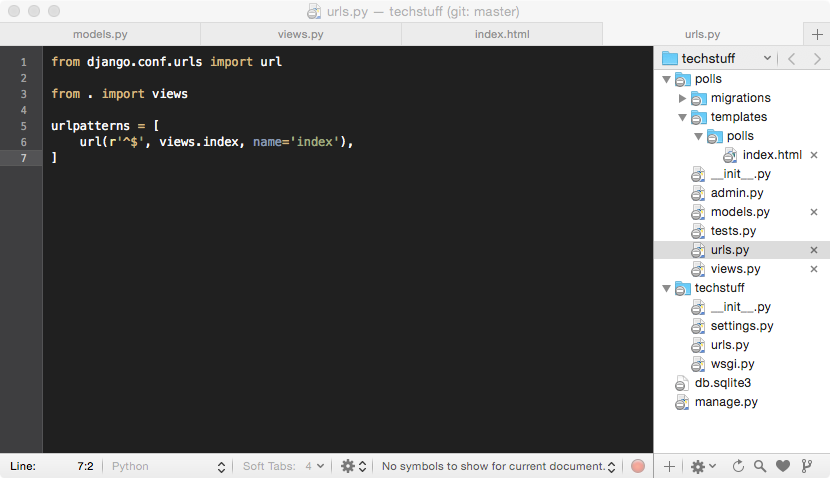 urls.py — techstuff (git: master)
models.py views.py index.html urls.py
1 from django.conf.urls import url
2
3 from . import views
4
5 urlpatterns = [
6 url(r'^$', views.index, name='index'),
7 ]
techstuff
polls
migrations
templates
polls
index.html
__init__.py
admin.py
models.py
tests.py
urls.py
views.py
techstuff
__init__.py
settings.py
urls.py
wsgi.py
db.sqlite3
manage.py
Line: 7:2 Python Soft Tabs: 4 No symbols to show for current document.